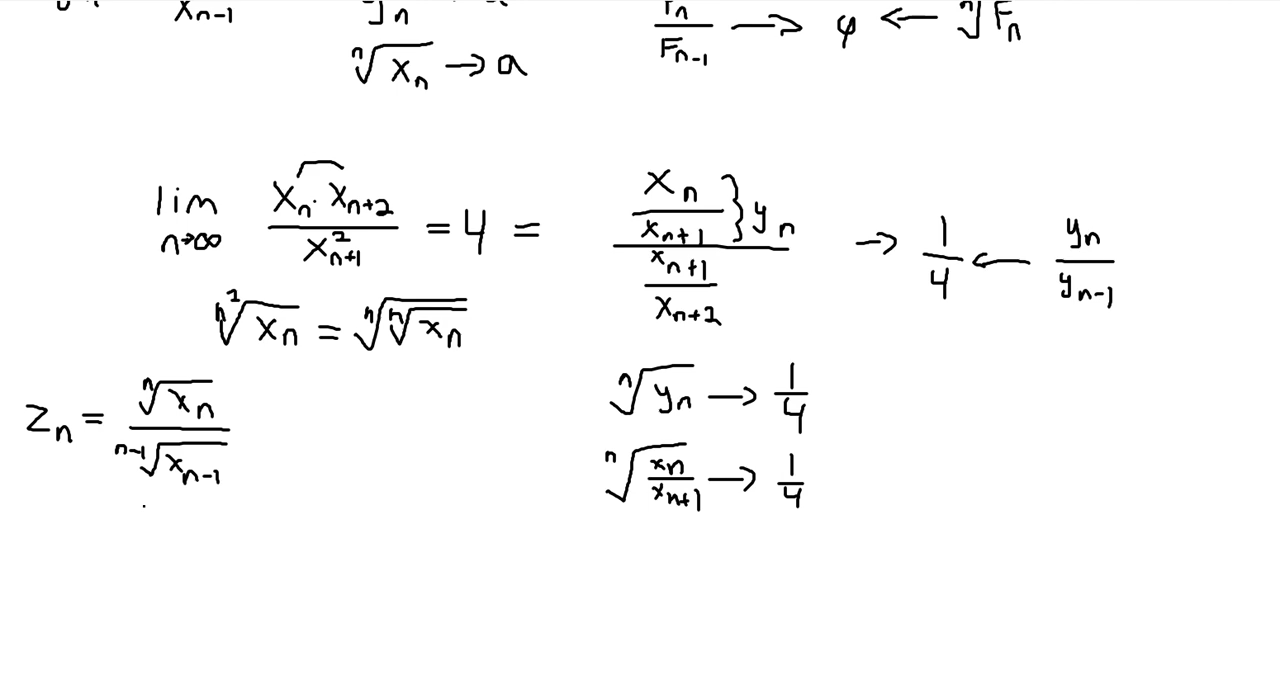 x_{n-1} y_n F_n/F_{n-1} → φ ← ⁿ√F_n
ⁿ√x_n → a
lim_{n→∞} (x_n · x_{n+2})/x_{n+1}^2 = 4 = (x_n/x_{n+1} } y_n)/(x_{n+1}/x_{n+2}) → 1/4 ← y_n/y_{n-1}
^{n^2}√x_n = ⁿ√(ⁿ√x_n)
z_n = ⁿ√x_n / ^{n-1}√x_{n-1}
ⁿ√y_n → 1/4
ⁿ√(x_n/x_{n+1}) → 1/4